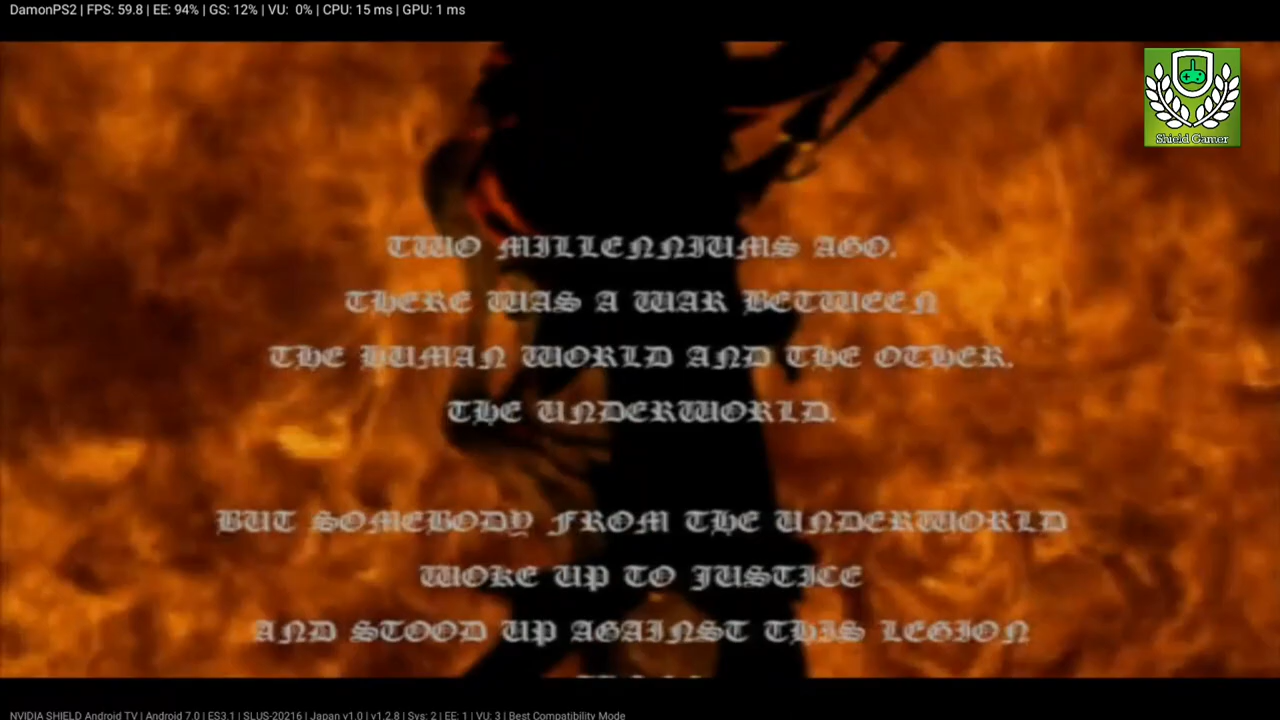 DamonPS2 | FPS: 59.8 | EE: 94% | GS: 12% | VU: 0% | CPU: 15 ms | GPU: 1 ms
Shield Gamer
TWO MILLENNIUMS AGO.
THERE WAS A WAR BETWEEN
THE HUMAN WORLD AND THE OTHER.
THE UNDERWORLD.
BUT SOMEBODY FROM THE UNDERWORLD
WOKE UP TO JUSTICE
AND STOOD UP AGAINST THIS LEGION
NVIDIA SHIELD Android TV | Android 7.0 | ES3.1 | SLUS-20216 | Japan v1.0 | v1.2.8 | Sys: 2 | EE: 1 | VU: 3 | Best Compatibility Mode